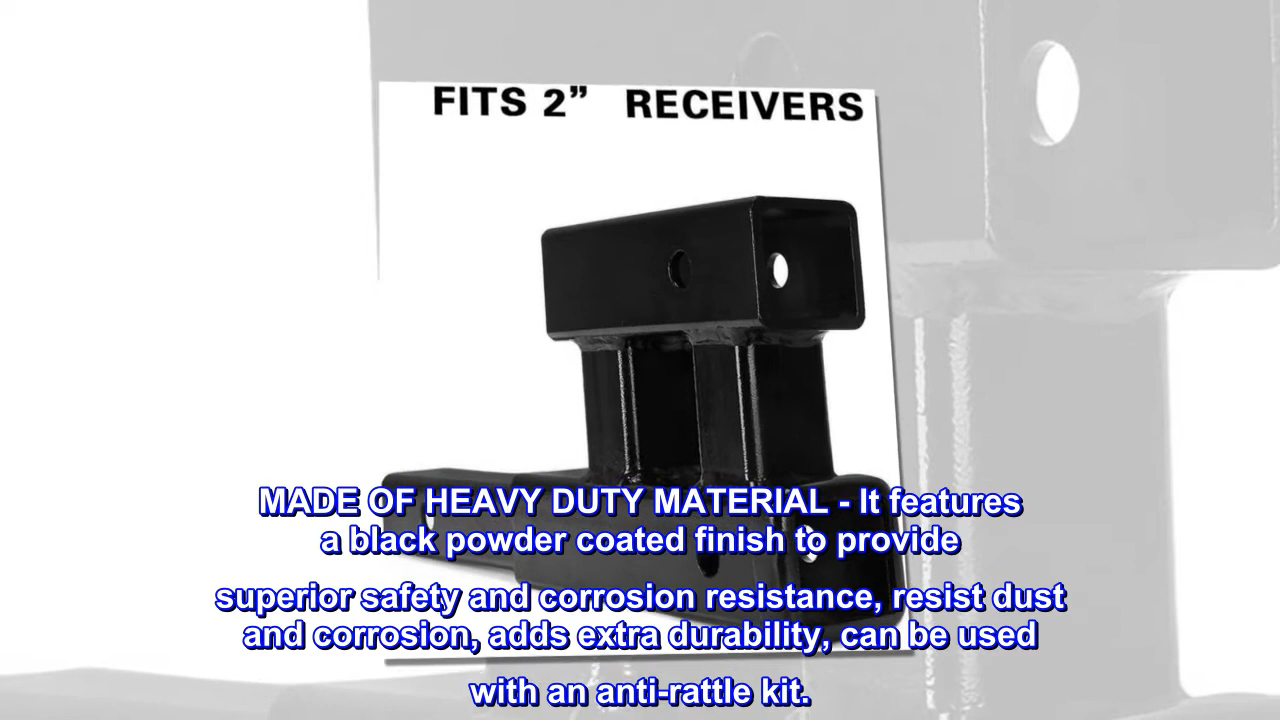 FITS 2” RECEIVERS
MADE OF HEAVY DUTY MATERIAL - It features
a black powder coated finish to provide
superior safety and corrosion resistance, resist dust
and corrosion, adds extra durability, can be used
with an anti-rattle kit.